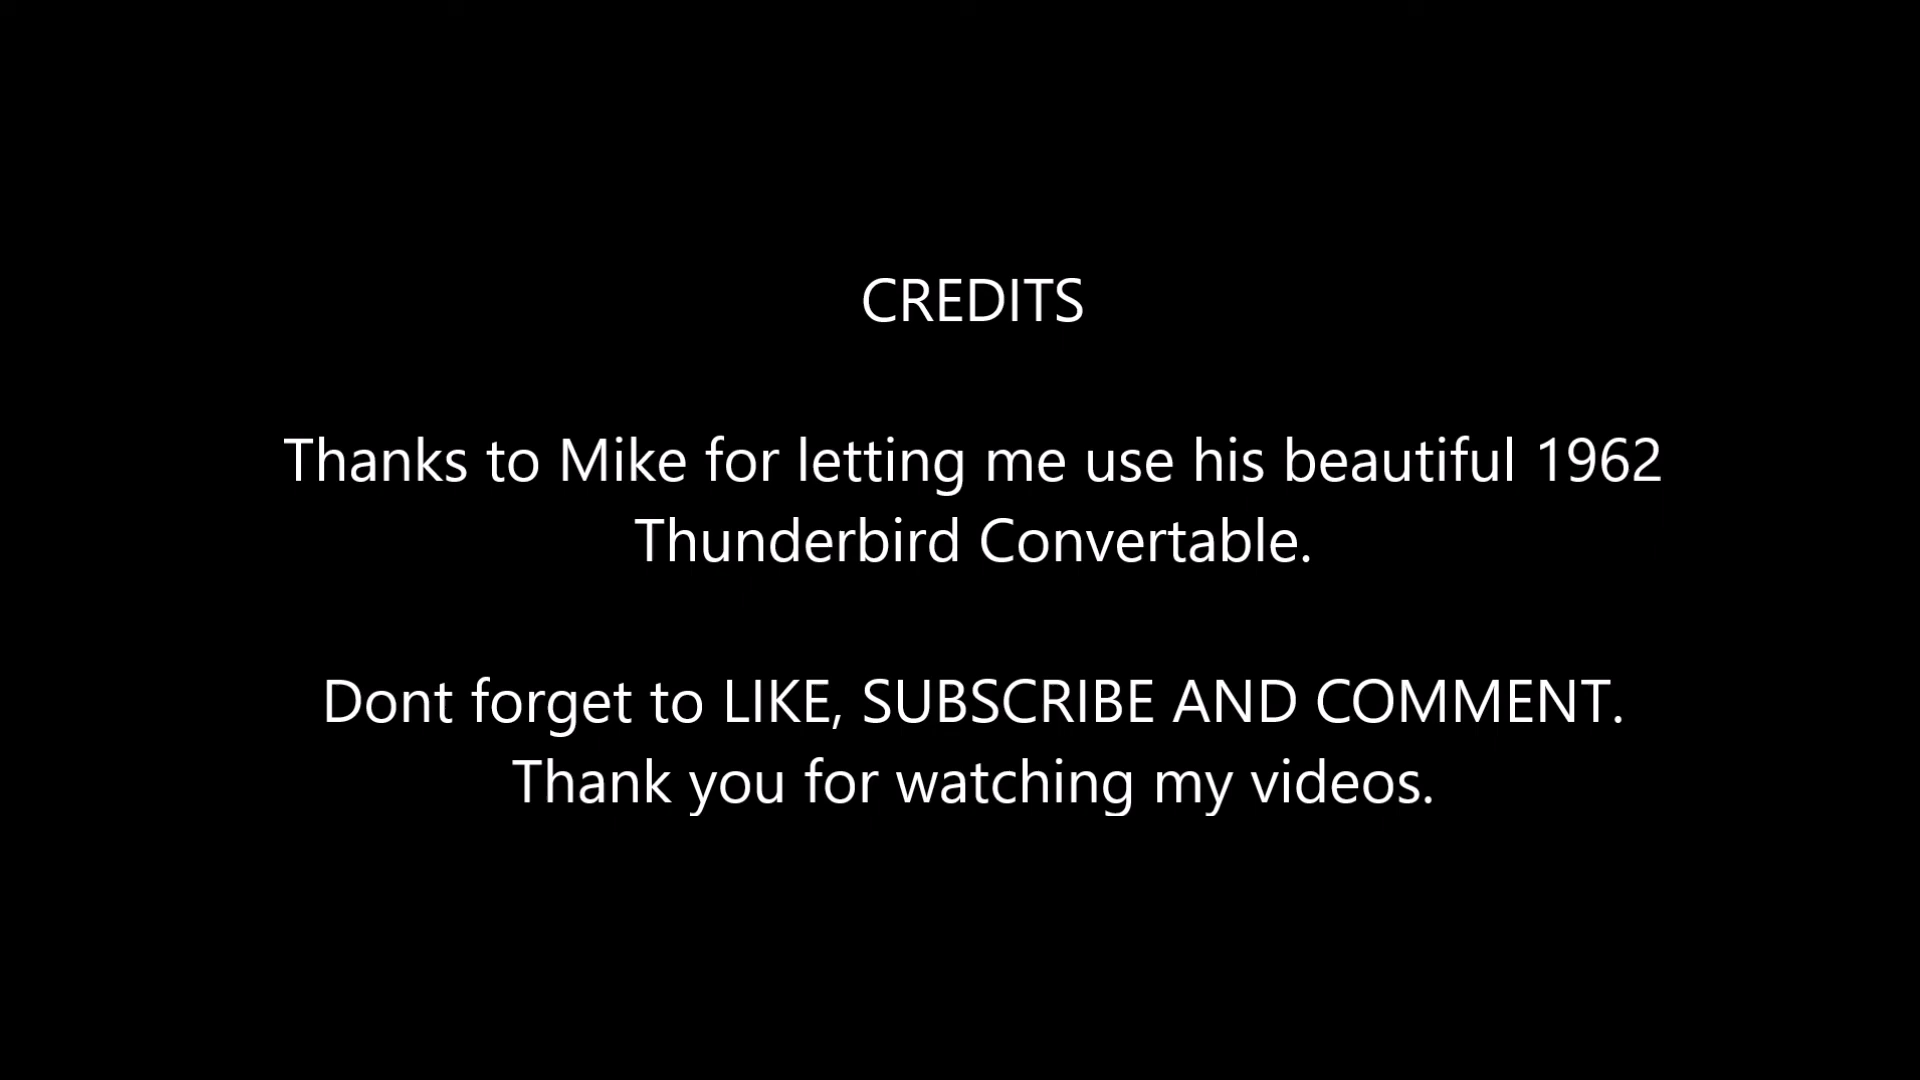 CREDITS
Thanks to Mike for letting me use his beautiful 1962
Thunderbird Convertable.
Dont forget to LIKE, SUBSCRIBE AND COMMENT.
Thank you for watching my videos.